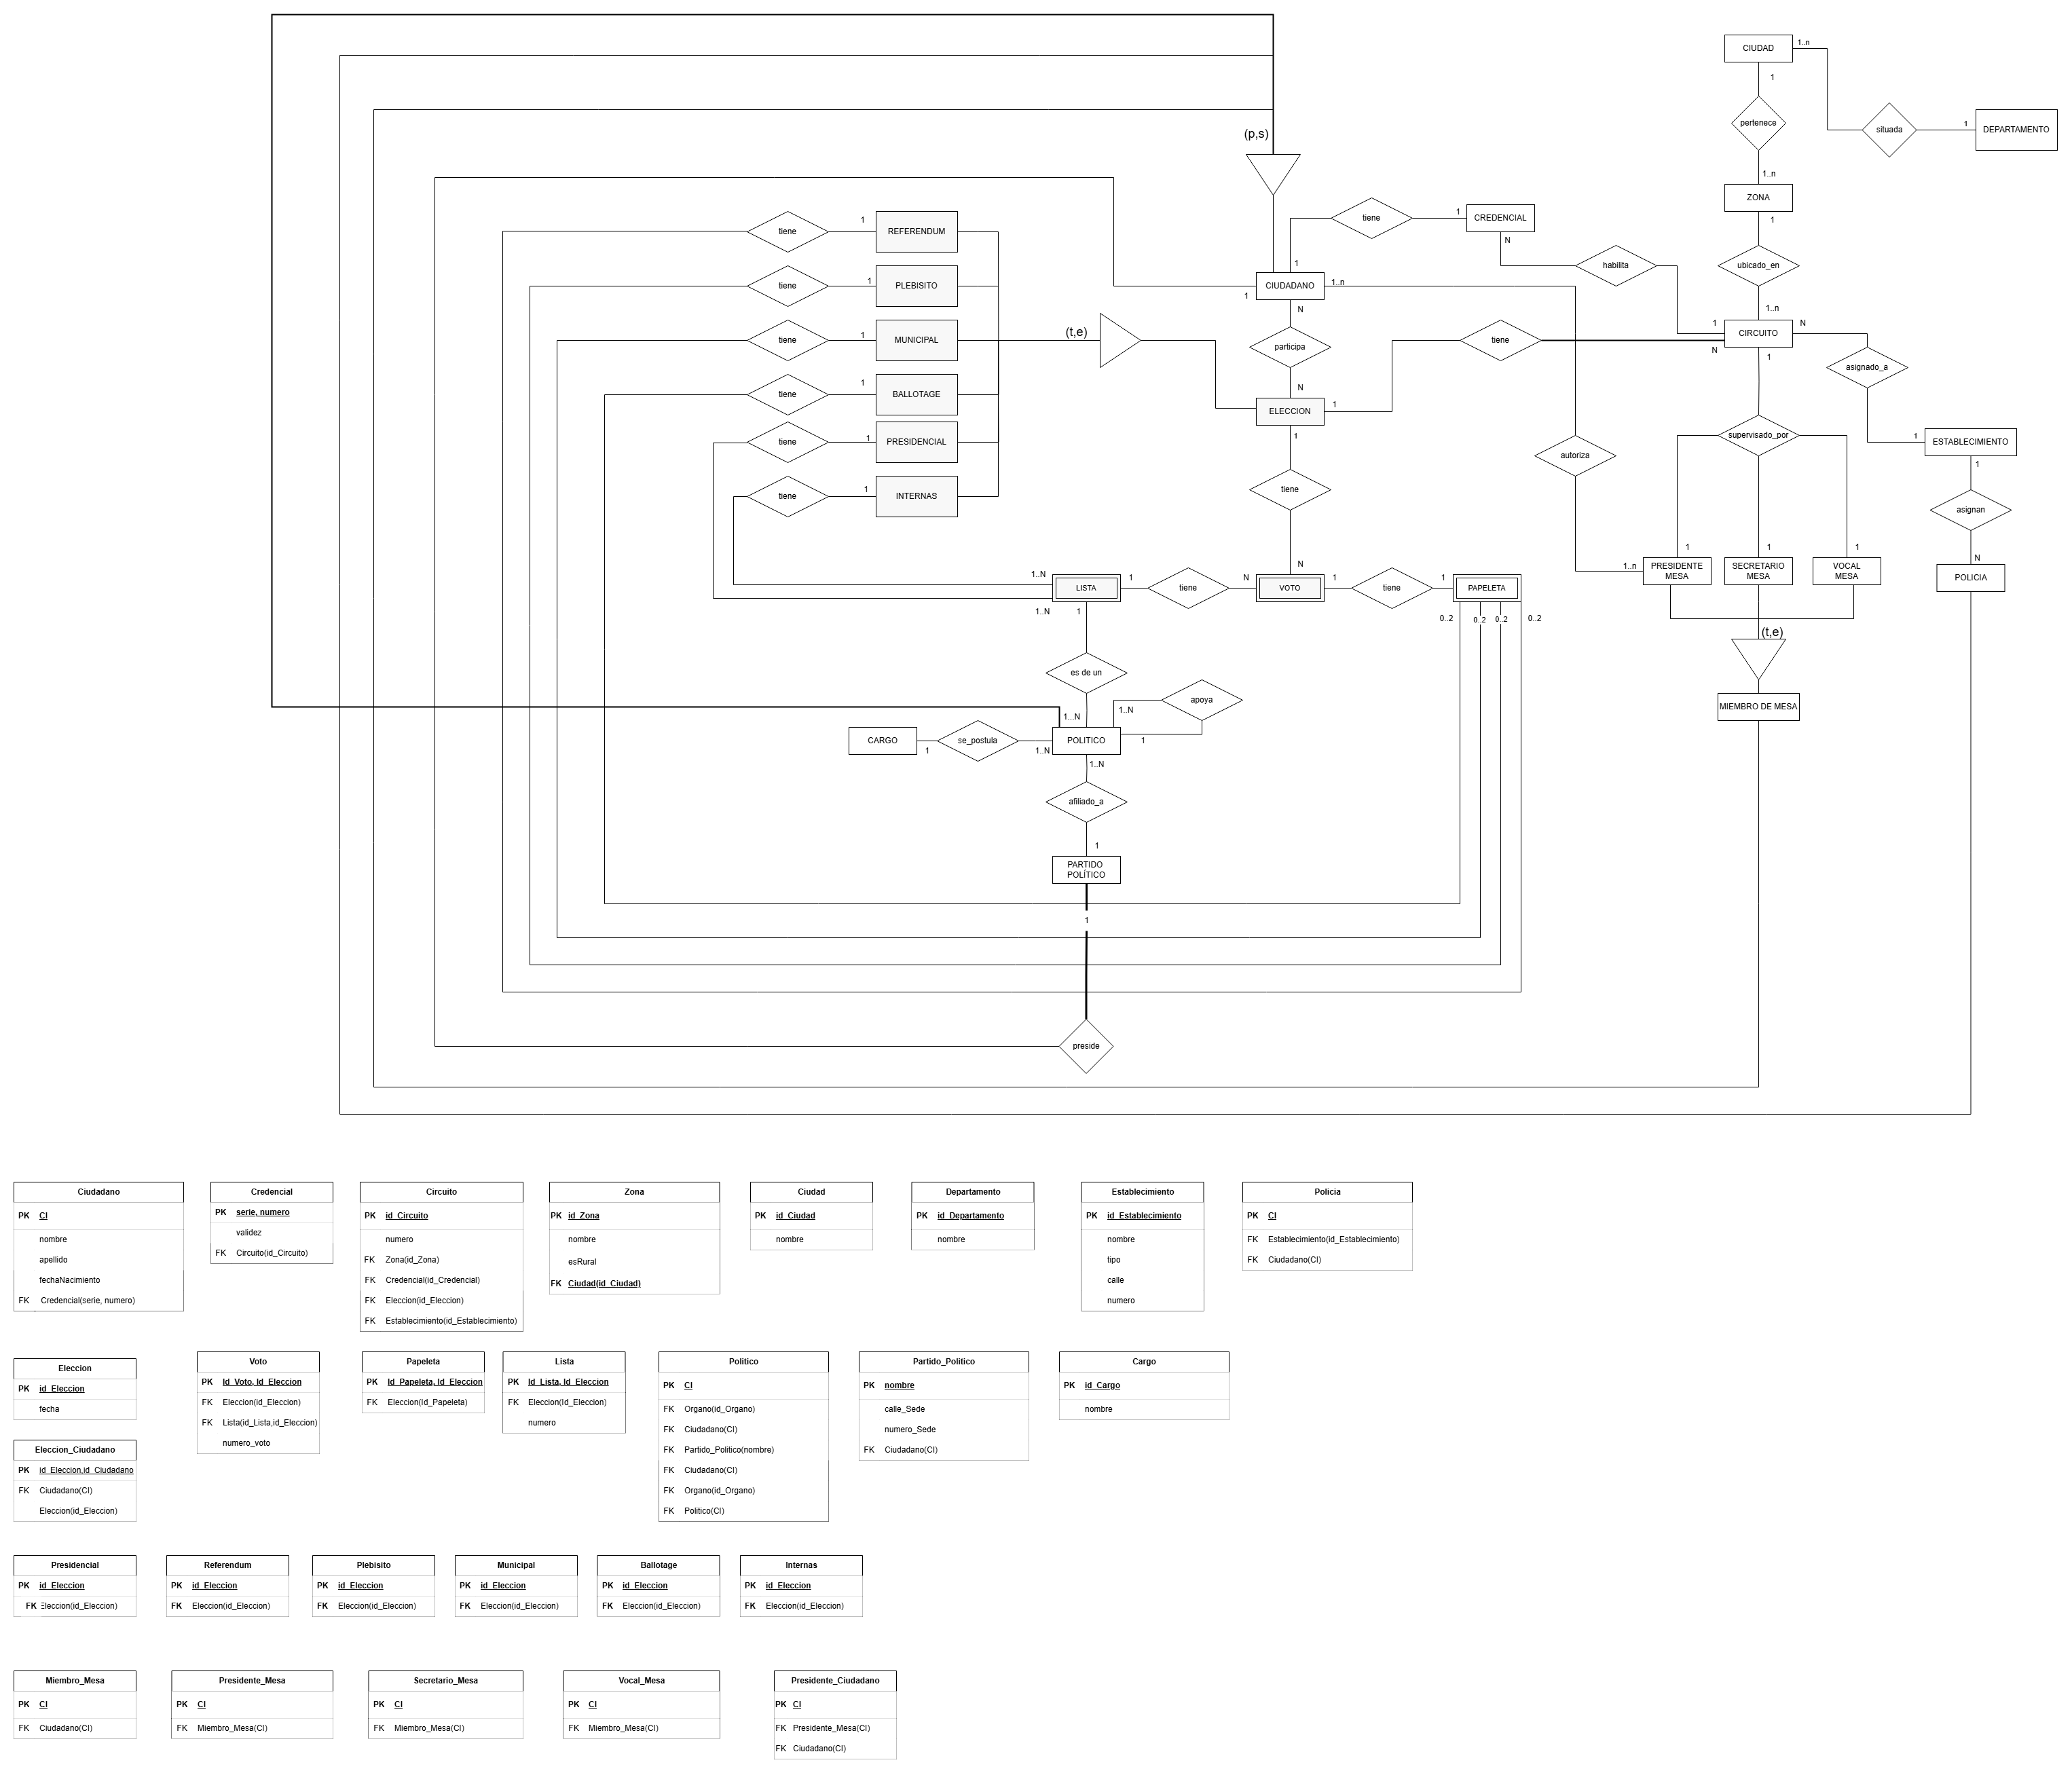 CIUDAD
1..n
1
pertenece
situada
1
DEPARTAMENTO
(p,s)
1..n
ZONA
1
tiene
1
REFERENDUM
tiene
1
CREDENCIAL
N
habilita
ubicado_en
1
CIUDADANO
1..n
1
N
tiene
1
PLEBISITO
1..n
tiene
1
MUNICIPAL
(t,e)
participa
tiene
1
CIRCUITO
N
N
1
asignado_a
tiene
1
BALLOTAGE
N
ELECCION
1
1
tiene
1
PRESIDENCIAL
supervisado_por
1
ESTABLECIMIENTO
1
autoriza
tiene
1
INTERNAS
tiene
asignan
1
1
1
N
1..N
N
1..n
PRESIDENTE
MESA
SECRETARIO
MESA
VOCAL
MESA
POLICIA
LISTA
1
tiene
N
VOTO
1
tiene
1
PAPELETA
1..N
1
0..2
0..2
0..2
0..2
(t,e)
es de un
apoya
MIEMBRO DE MESA
1...N
1..N
CARGO
1
se_postula
1..N
POLITICO
1
1..N
afiliado_a
1
PARTIDO
POLÍTICO
1
preside
Ciudadano
PK CI
nombre
apellido
fechaNacimiento
FK Credencial(serie, numero)
Credencial
PK serie, numero
validez
FK Circuito(id_Circuito)
Circuito
PK id_Circuito
numero
FK Zona(id_Zona)
FK Credencial(id_Credencial)
FK Eleccion(id_Eleccion)
FK Establecimiento(id_Establecimiento)
Zona
PK id_Zona
nombre
esRural
FK Ciudad(id_Ciudad)
Ciudad
PK id_Ciudad
nombre
Departamento
PK id_Departamento
nombre
Establecimiento
PK id_Establecimiento
nombre
tipo
calle
numero
Policia
PK CI
FK Establecimiento(id_Establecimiento)
FK Ciudadano(CI)
Eleccion
PK id_Eleccion
fecha
Voto
PK Id_Voto, Id_Eleccion
FK Eleccion(id_Eleccion)
FK Lista(id_Lista,id_Eleccion)
numero_voto
Papeleta
PK Id_Papeleta, Id_Eleccion
FK Eleccion(Id_Papeleta)
Lista
PK Id_Lista, Id_Eleccion
FK Eleccion(Id_Eleccion)
numero
Politico
PK CI
FK Organo(id_Organo)
FK Ciudadano(CI)
FK Partido_Politico(nombre)
FK Ciudadano(CI)
FK Organo(id_Organo)
FK Politico(CI)
Partido_Politico
PK nombre
calle_Sede
numero_Sede
FK Ciudadano(CI)
Cargo
PK id_Cargo
nombre
Eleccion_Ciudadano
PK id_Eleccion,id_Ciudadano
FK Ciudadano(CI)
Eleccion(id_Eleccion)
Presidencial
PK id_Eleccion
FK Eleccion(id_Eleccion)
Referendum
PK id_Eleccion
FK Eleccion(id_Eleccion)
Plebisito
PK id_Eleccion
FK Eleccion(id_Eleccion)
Municipal
PK id_Eleccion
FK Eleccion(id_Eleccion)
Ballotage
PK id_Eleccion
FK Eleccion(id_Eleccion)
Internas
PK id_Eleccion
FK Eleccion(id_Eleccion)
Miembro_Mesa
PK CI
FK Ciudadano(CI)
Presidente_Mesa
PK CI
FK Miembro_Mesa(CI)
Secretario_Mesa
PK CI
FK Miembro_Mesa(CI)
Vocal_Mesa
PK CI
FK Miembro_Mesa(CI)
Presidente_Ciudadano
PK CI
FK Presidente_Mesa(CI)
FK Ciudadano(CI)